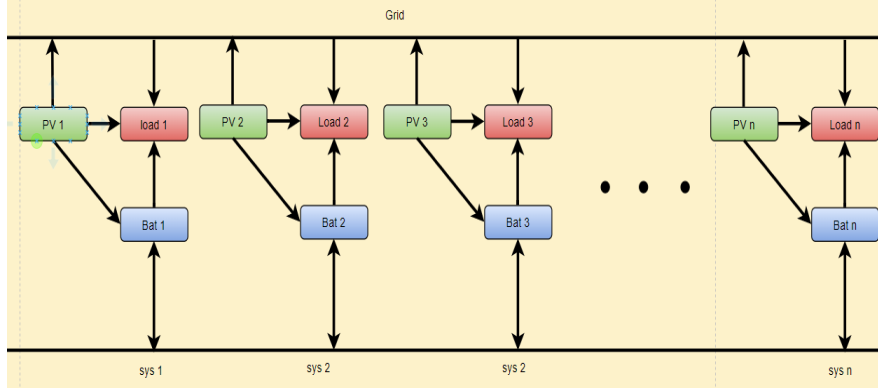 Grid
PV 1
load 1
PV 2
Load 2
PV 3
Load 3
PV n
Load n
Bat 1
Bat 2
Bat 3
Bat n
sys 1
sys 2
sys 2
sys n